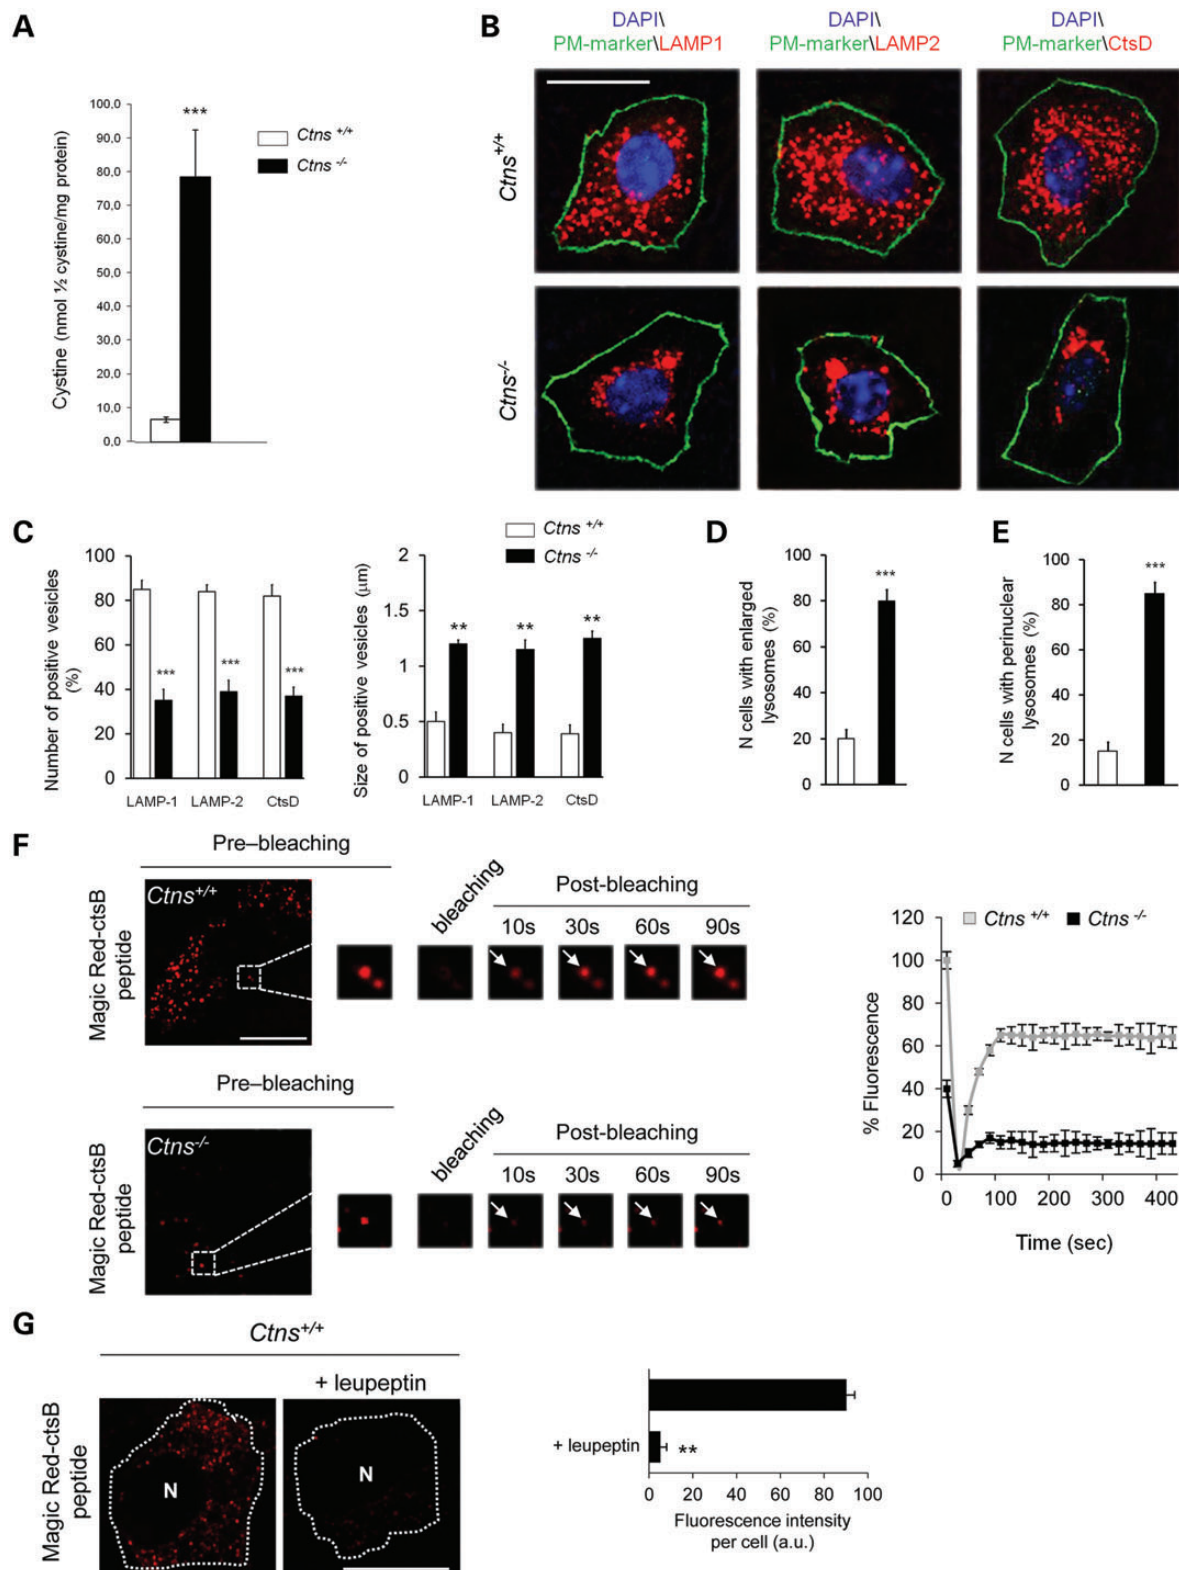 A
Cystine (nmol ½ cystine/mg protein)
100,0
90,0
80,0
70,0
60,0
50,0
40,0
30,0
20,0
10,0
0,0
***
Ctns +/+
Ctns -/-
B
DAPI\
PM-marker\LAMP1
DAPI\
PM-marker\LAMP2
DAPI\
PM-marker\CtsD
Ctns+/+
Ctns-/-
C
Number of positive vesicles
(%)
100
80
60
40
20
0
***
***
***
LAMP-1
LAMP-2
CtsD
Ctns +/+
Ctns -/-
Size of positive vesicles (μm)
2
1.5
1
0.5
0
**
**
**
LAMP-1
LAMP-2
CtsD
D
N cells with enlarged
lysosomes (%)
100
80
60
40
20
0
***
E
N cells with perinuclear
lysosomes (%)
100
80
60
40
20
0
***
F
Pre–bleaching
Magic Red-ctsB
peptide
Ctns+/+
bleaching
Post-bleaching
10s
30s
60s
90s
Pre–bleaching
Magic Red-ctsB
peptide
Ctns-/-
bleaching
Post-bleaching
10s
30s
60s
90s
Ctns +/+
Ctns -/-
% Fluorescence
120
100
80
60
40
20
0
0
100
200
300
400
Time (sec)
G
Ctns+/+
+ leupeptin
Magic Red-ctsB
peptide
N
N
+ leupeptin
**
0
20
40
60
80
100
Fluorescence intensity
per cell (a.u.)